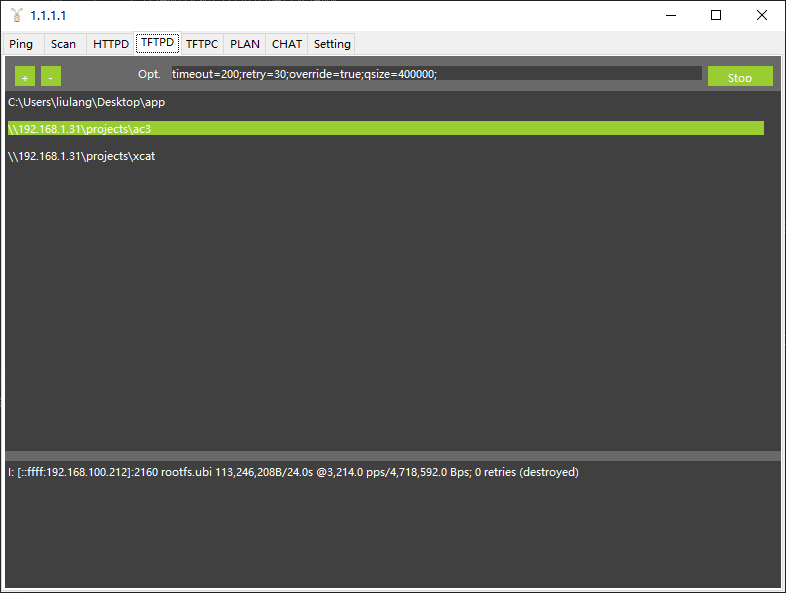 1.1.1.1
Ping Scan HTTPD TFTPD TFTPC PLAN CHAT Setting
+ - Opt. timeout=200;retry=30;override=true;qsize=400000; Stop
C:\Users\liulang\Desktop\app
\\192.168.1.31\projects\ac3
\\192.168.1.31\projects\xcat
I: [::ffff:192.168.100.212]:2160 rootfs.ubi 113,246,208B/24.0s @3,214.0 pps/4,718,592.0 Bps; 0 retries (destroyed)